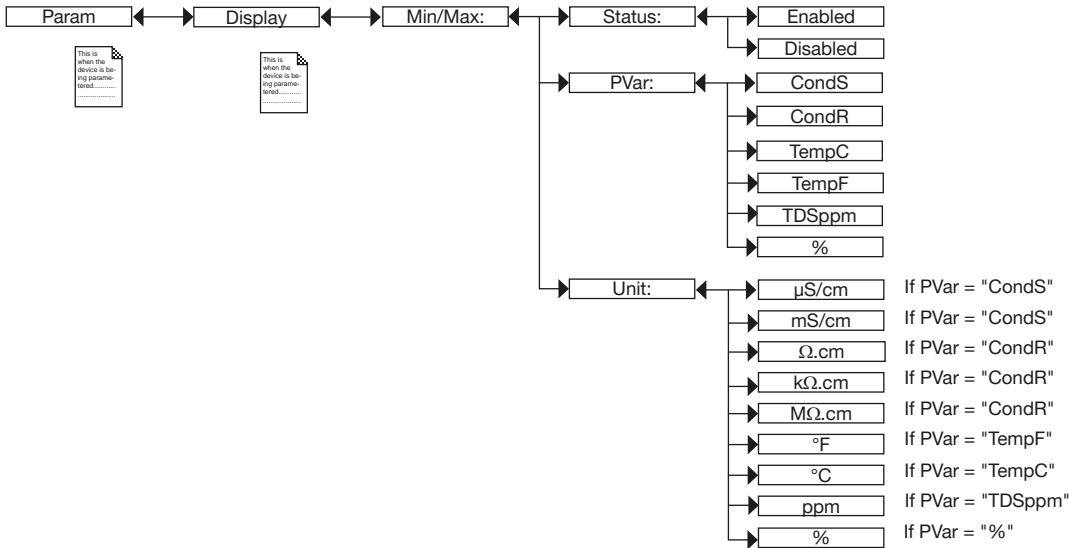 Param
Display
Min/Max:
Status:
Enabled
Disabled
This is
when the
device is be-
ing parame-
tered............
.....................
This is
when the
device is be-
ing parame-
tered............
.....................
PVar:
CondS
CondR
TempC
TempF
TDSppm
%
Unit:
µS/cm If PVar = "CondS"
mS/cm If PVar = "CondS"
Ω.cm If PVar = "CondR"
kΩ.cm If PVar = "CondR"
MΩ.cm If PVar = "CondR"
°F If PVar = "TempF"
°C If PVar = "TempC"
ppm If PVar = "TDSppm"
% If PVar = "%"